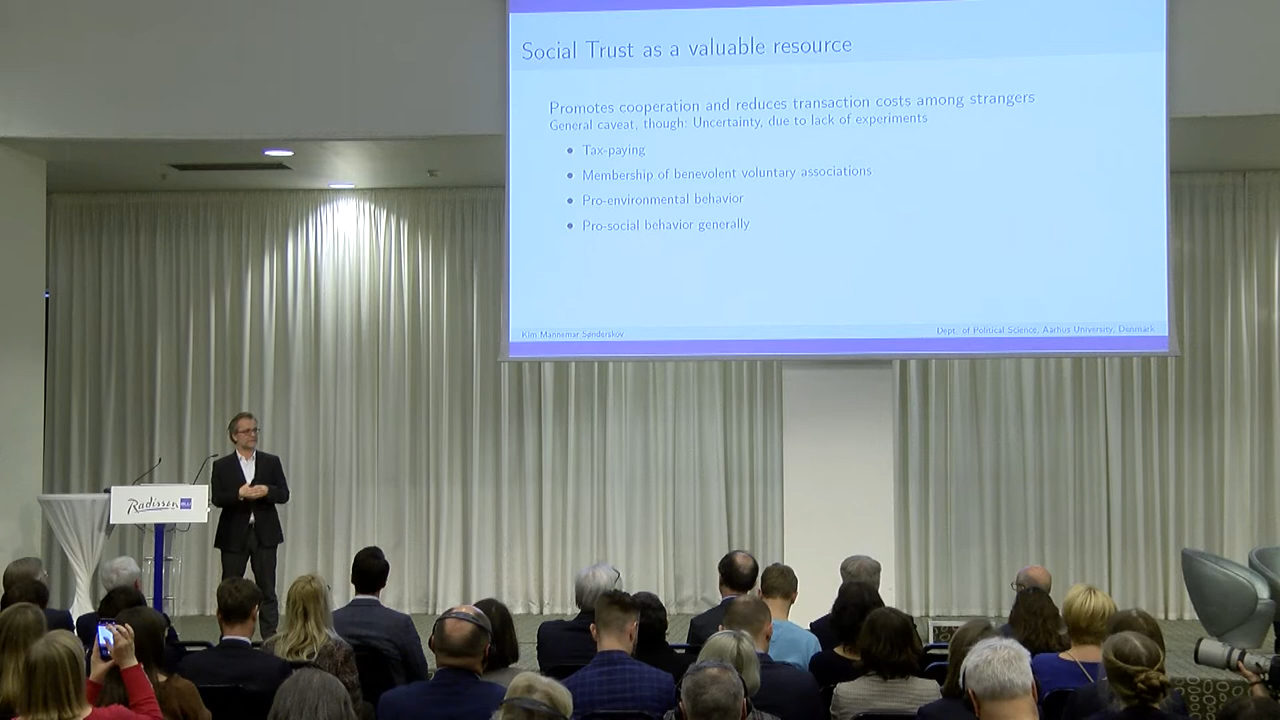 Social Trust as a valuable resource
Promotes cooperation and reduces transaction costs among strangers
General caveat, though: Uncertainty, due to lack of experiments
• Tax-paying
• Membership of benevolent voluntary associations
• Pro-environmental behavior
• Pro-social behavior generally
Kim Mannemar Sønderskov
Dept. of Political Science, Aarhus University, Denmark
Radisson BLU